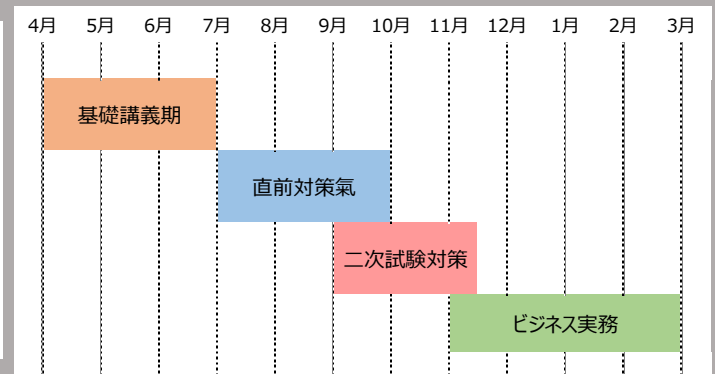 4月 5月 6月 7月 8月 9月 10月 11月 12月 1月 2月 3月
基礎講義期
直前対策氣
二次試験対策
ビジネス実務